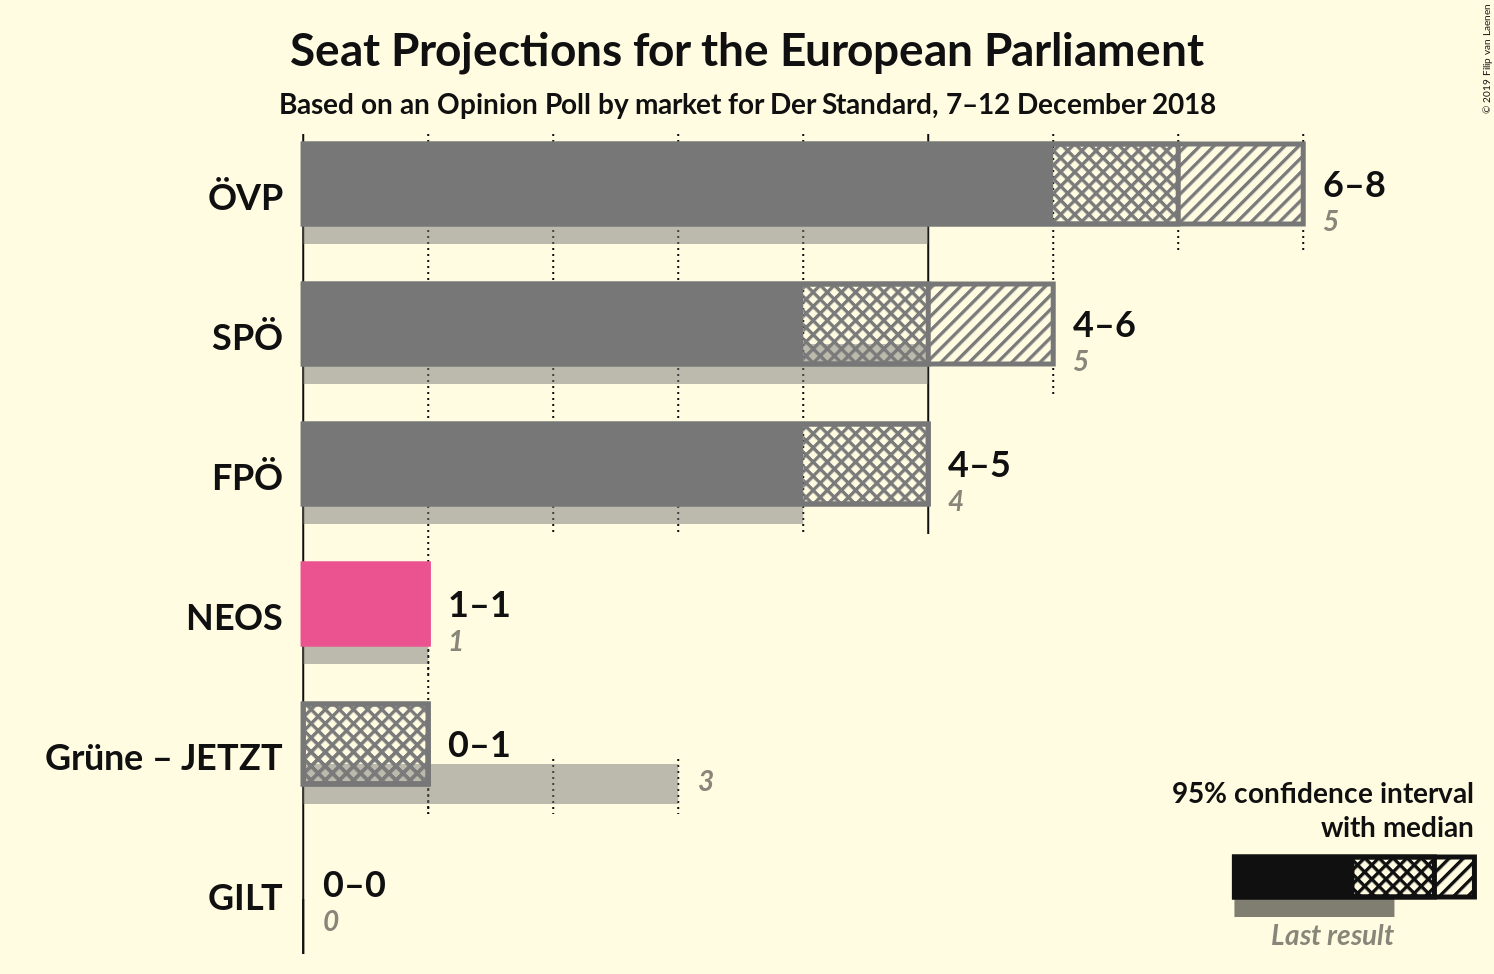 Seat Projections for the European Parliament
Based on an Opinion Poll by market for Der Standard, 7–12 December 2018
© 2019 Filip van Laenen
ÖVP
6–8
5
SPÖ
4–6
5
FPÖ
4–5
4
NEOS
1–1
1
Grüne – JETZT
0–1
3
GILT
0–0
0
95% confidence interval
with median
Last result